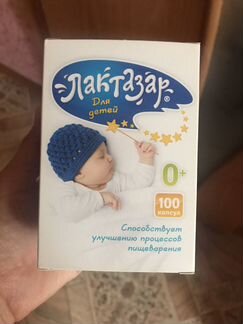 Лактазар®
Для
детей
0+
100
капсул
Способствует
улучшению процессов
пищеварения